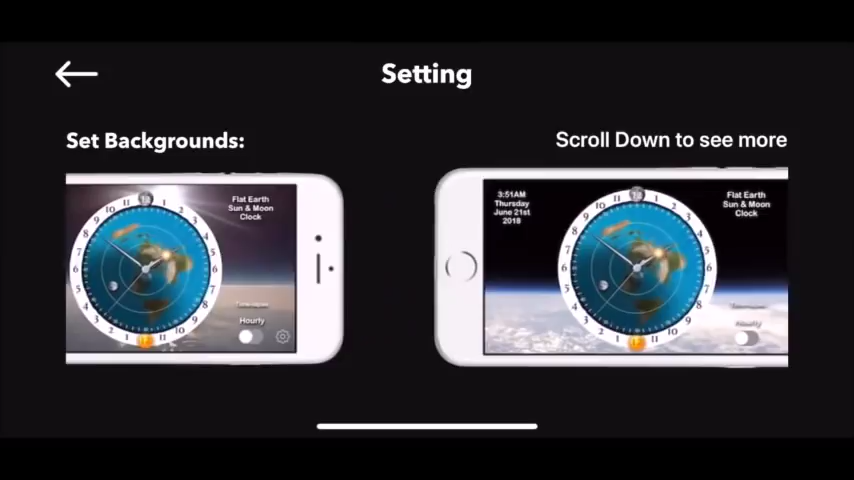 Setting
Set Backgrounds:
Scroll Down to see more
Flat Earth
Sun & Moon
Clock
Hourly
3:51AM
Thursday
June 21st
2018
Flat Earth
Sun & Moon
Clock
Hourly